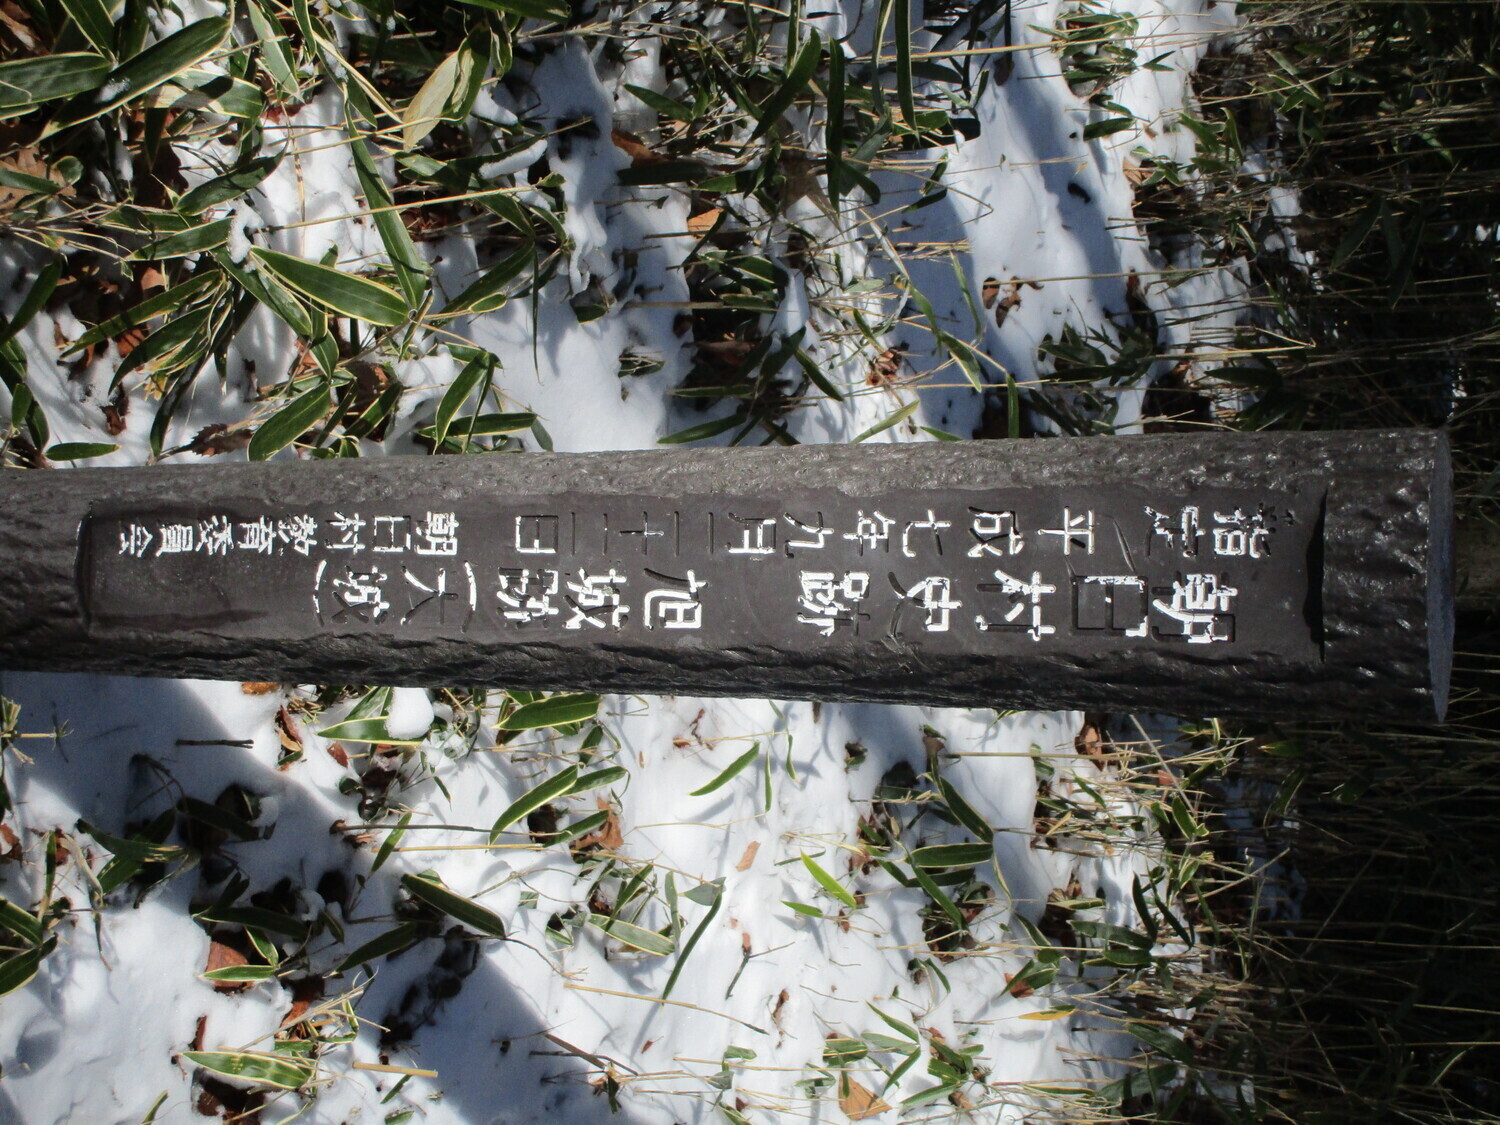 朝日村史跡 旭城跡(大城)
指定 平成七年九月二十二日 朝日村教育委員会